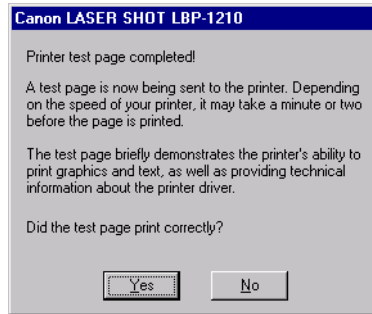 Canon LASER SHOT LBP-1210
Printer test page completed!
A test page is now being sent to the printer. Depending
on the speed of your printer, it may take a minute or two
before the page is printed.
The test page briefly demonstrates the printer's ability to
print graphics and text, as well as providing technical
information about the printer driver.
Did the test page print correctly?
Yes No